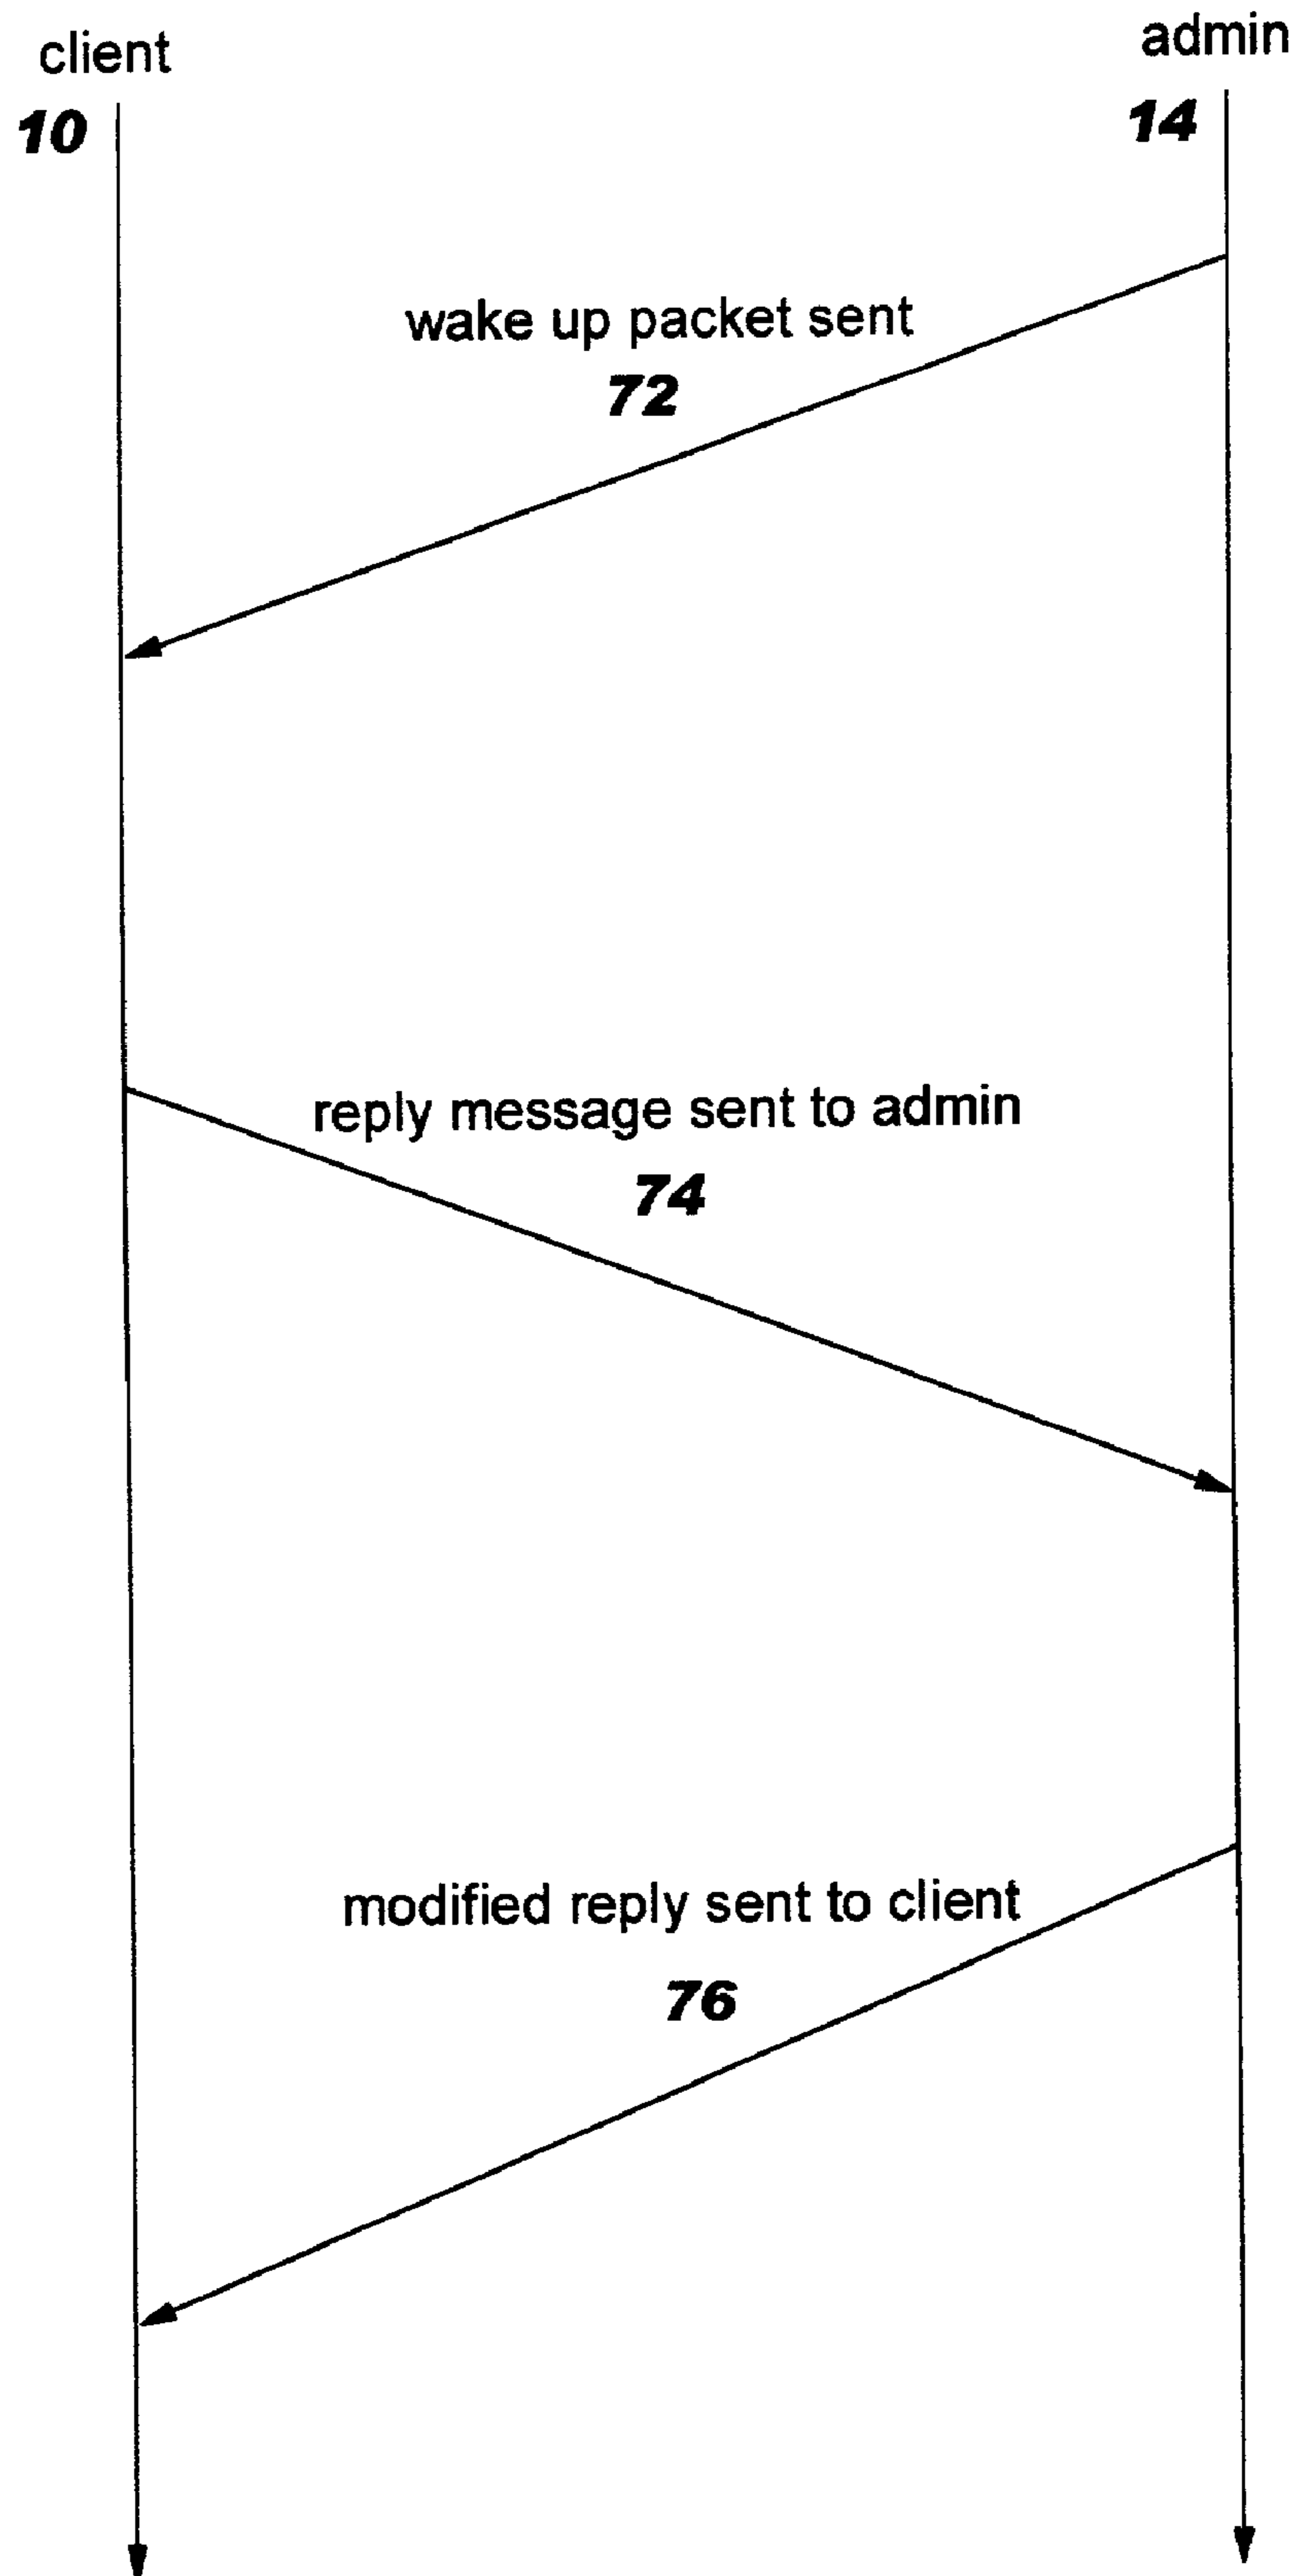 client
admin
10
14
wake up packet sent
72
reply message sent to admin
74
modified reply sent to client
76